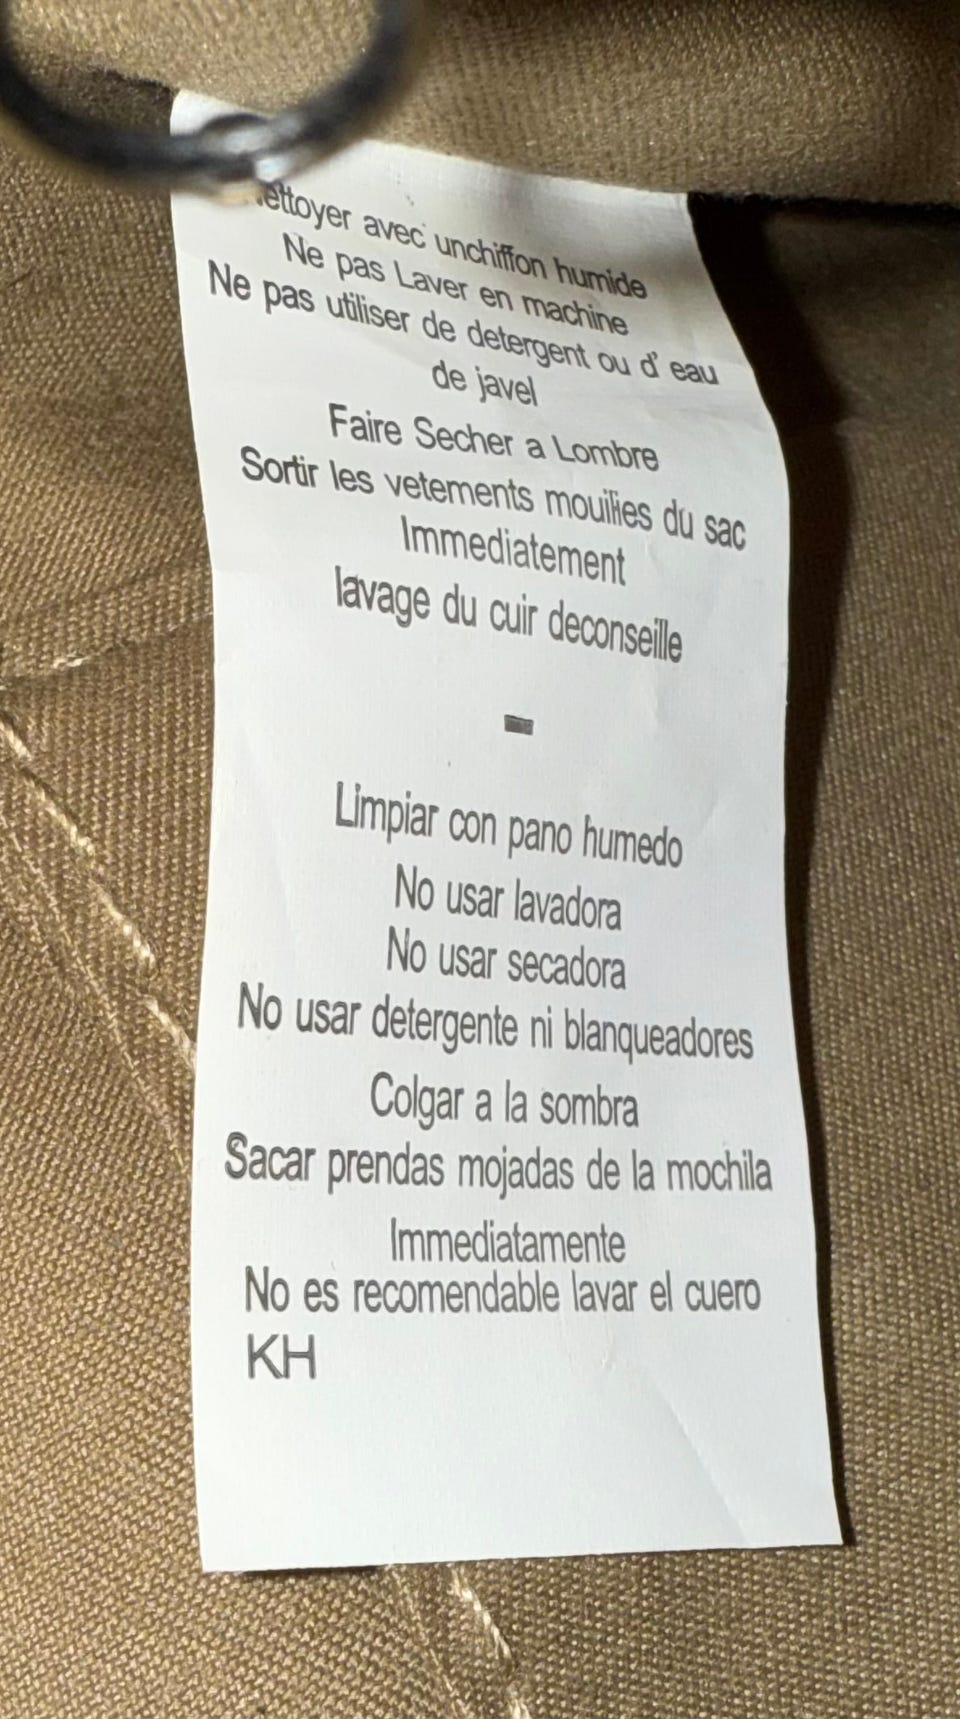 ettoyer avec unchiffon humide
Ne pas Laver en machine
Ne pas utiliser de detergent ou d' eau
de javel
Faire Secher a Lombre
Sortir les vetements mouilies du sac
Immediatement
lavage du cuir deconseille
-
Limpiar con pano humedo
No usar lavadora
No usar secadora
No usar detergente ni blanqueadores
Colgar a la sombra
Sacar prendas mojadas de la mochila
Immediatamente
No es recomendable lavar el cuero
KH